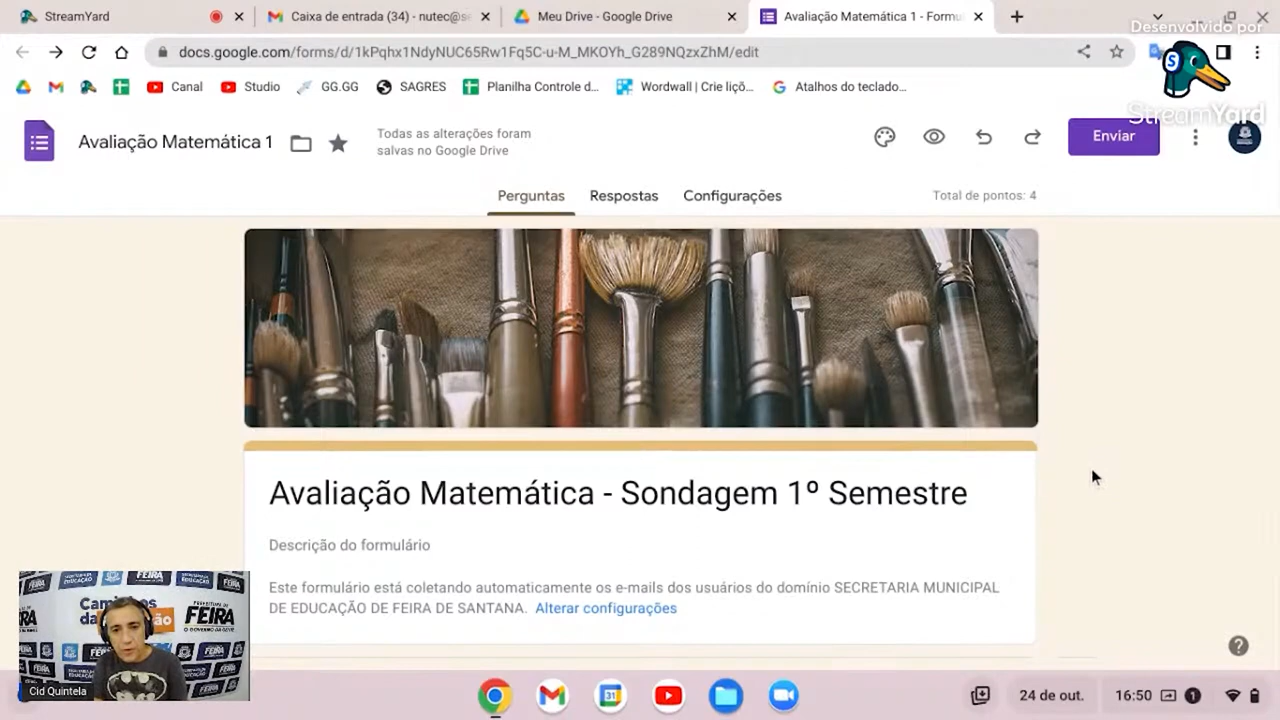 StreamYard
Caixa de entrada (34) - nutec@se
Meu Drive - Google Drive
Avaliação Matemática 1 - Formu
Desenvolvido por
StreamYard
docs.google.com/forms/d/1kPqhx1NdyNUC65Rw1Fq5C-u-M_MKOYh_G289NQzxZhM/edit
Canal
Studio
GG.GG
SAGRES
Planilha Controle d...
Wordwall | Crie liçõ...
Atalhos do teclado...
Avaliação Matemática 1
Todas as alterações foram
salvas no Google Drive
Enviar
Perguntas
Respostas
Configurações
Total de pontos: 4
Avaliação Matemática - Sondagem 1º Semestre
Descrição do formulário
Este formulário está coletando automaticamente os e-mails dos usuários do domínio SECRETARIA MUNICIPAL
DE EDUCAÇÃO DE FEIRA DE SANTANA. Alterar configurações
FEIRA
Cid Quintela
31
24 de out.
16:50
1